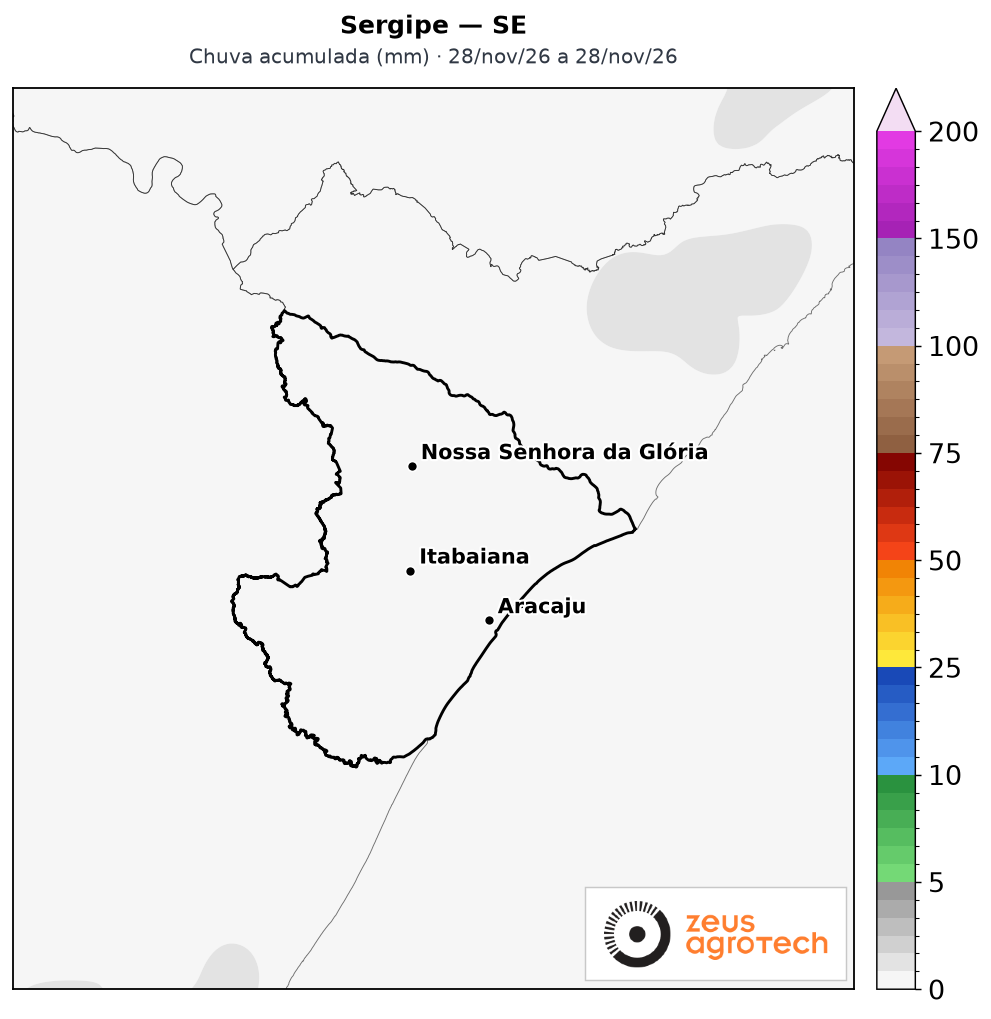 Sergipe — SE
Chuva acumulada (mm) · 28/nov/26 a 28/nov/26
200
150
100
75
50
25
10
5
0
Nossa Senhora da Glória
Itabaiana
Aracaju
zeus
agrotech